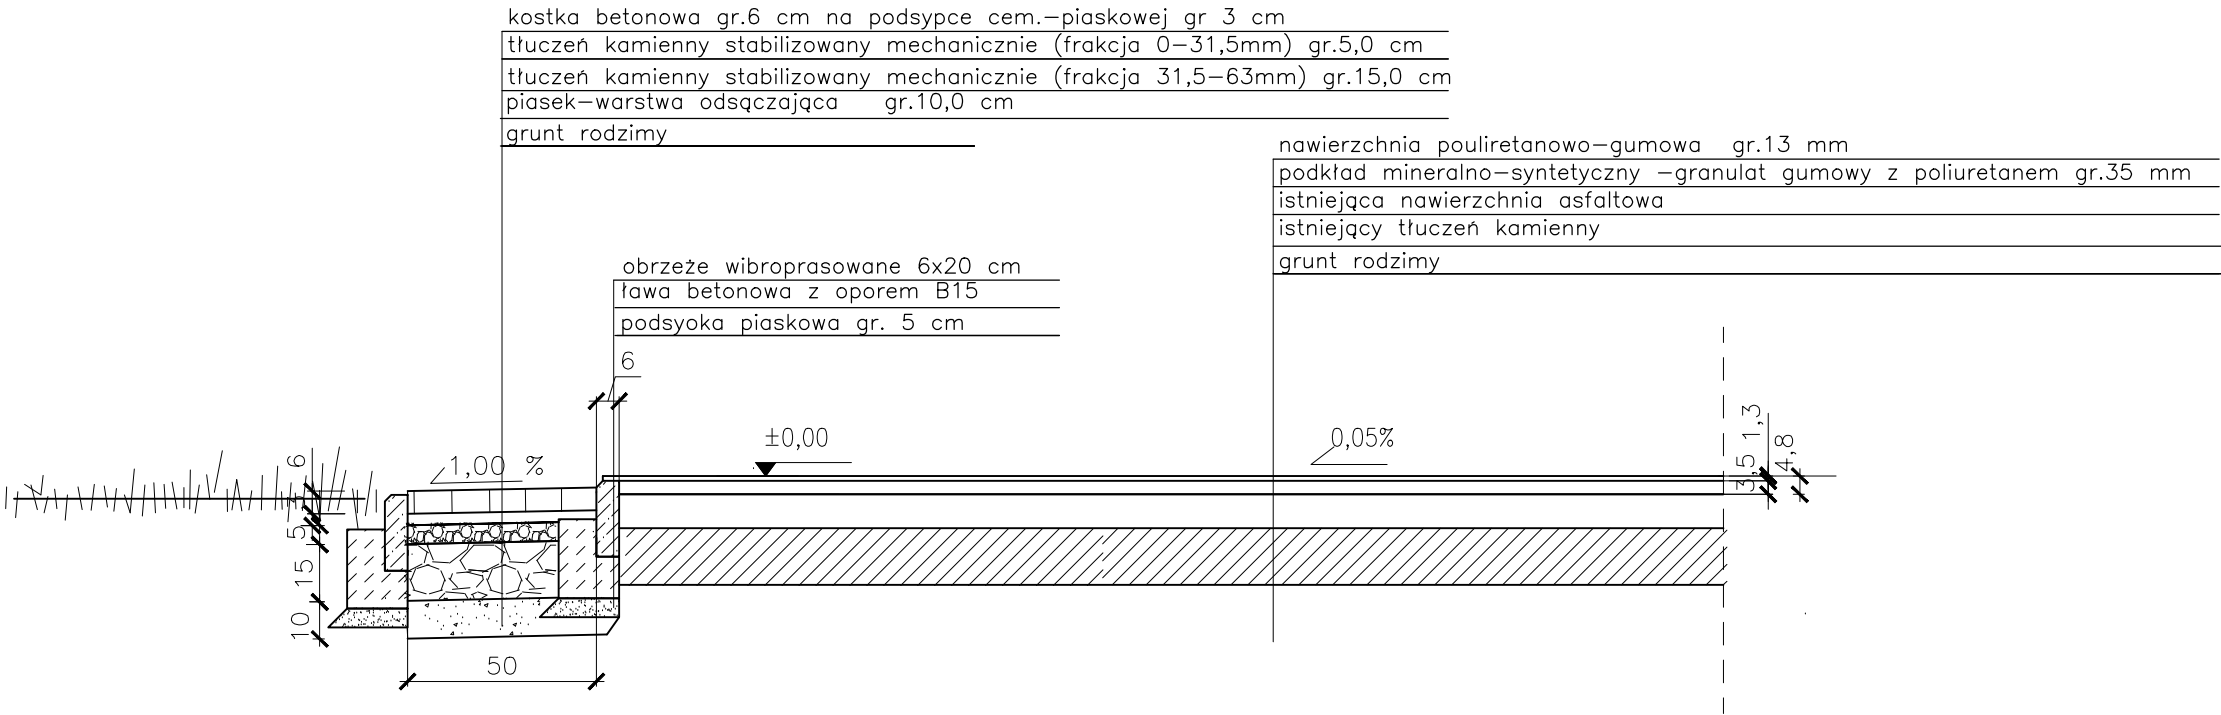 kostka betonowa gr.6 cm na podsypce cem.-piaskowej gr 3 cm
tłuczeń kamienny stabilizowany mechanicznie (frakcja 0-31,5mm) gr.5,0 cm
tłuczeń kamienny stabilizowany mechanicznie (frakcja 31,5-63mm) gr.15,0 cm
piasek-warstwa odsączająca gr.10,0 cm
grunt rodzimy
nawierzchnia pouliretanowo-gumowa gr.13 mm
podkład mineralno-syntetyczny -granulat gumowy z poliuretanem gr.35 mm
istniejąca nawierzchnia asfaltowa
istniejący tłuczeń kamienny
grunt rodzimy
obrzeże wibroprasowane 6x20 cm
ława betonowa z oporem B15
podsyoka piaskowa gr. 5 cm
6
±0,00
0,05%
1,00 %
6
3
5
15
10
50
3,5
1,3
4,8